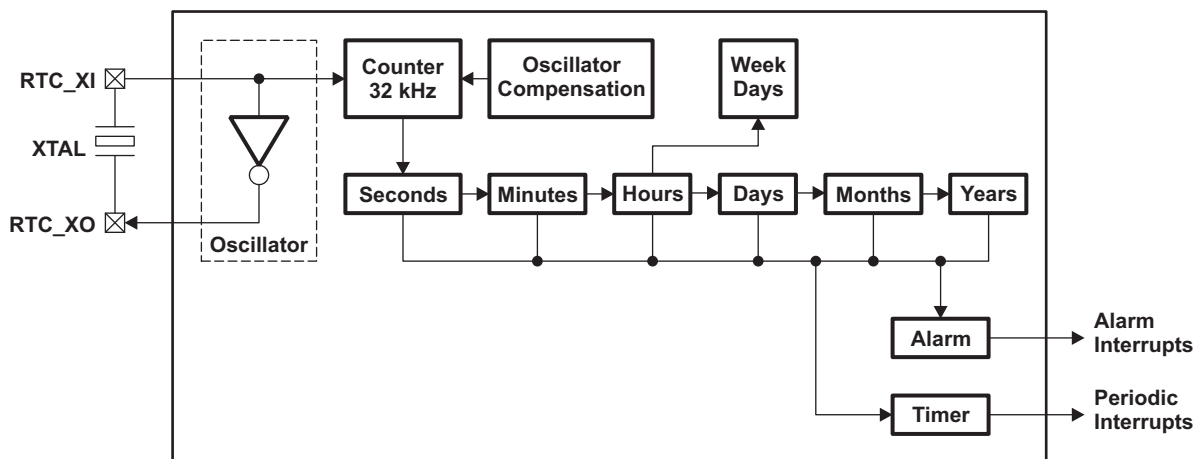 RTC_XI
XTAL
RTC_XO
Oscillator
Counter
32 kHz
Oscillator
Compensation
Week
Days
Seconds
Minutes
Hours
Days
Months
Years
Alarm
Alarm
Interrupts
Timer
Periodic
Interrupts